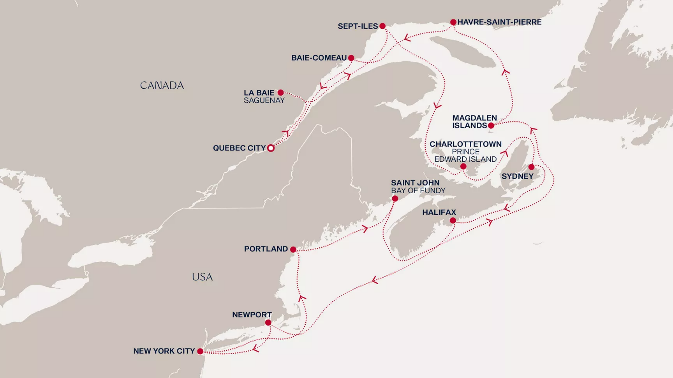 SEPT-ILES
HAVRE-SAINT-PIERRE
BAIE-COMEAU
CANADA
LA BAIE
SAGUENAY
MAGDALEN
ISLANDS
QUEBEC CITY
CHARLOTTETOWN
PRINCE
EDWARD ISLAND
SYDNEY
SAINT JOHN
BAY OF FUNDY
HALIFAX
PORTLAND
USA
NEWPORT
NEW YORK CITY